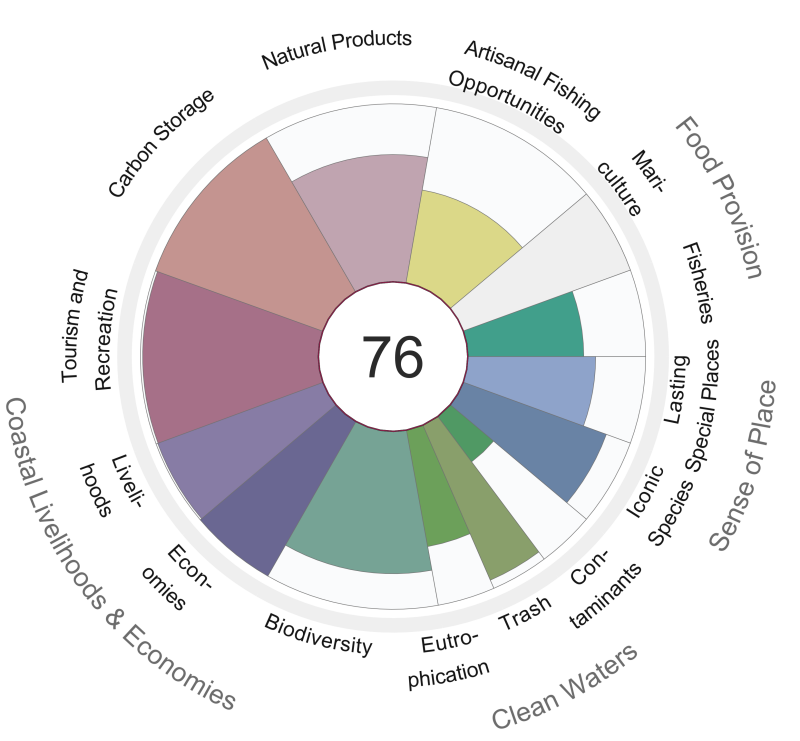 Natural Products
Artisanal Fishing
Opportunities
Mari-
culture
Food Provision
Fisheries
Lasting
Special Places
Sense of Place
Iconic
Species
Con-
taminants
Trash
Clean Waters
Eutro-
phication
Biodiversity
Econ-
omies
Liveli-
hoods
Coastal Livelihoods & Economies
Tourism and
Recreation
Carbon Storage
76